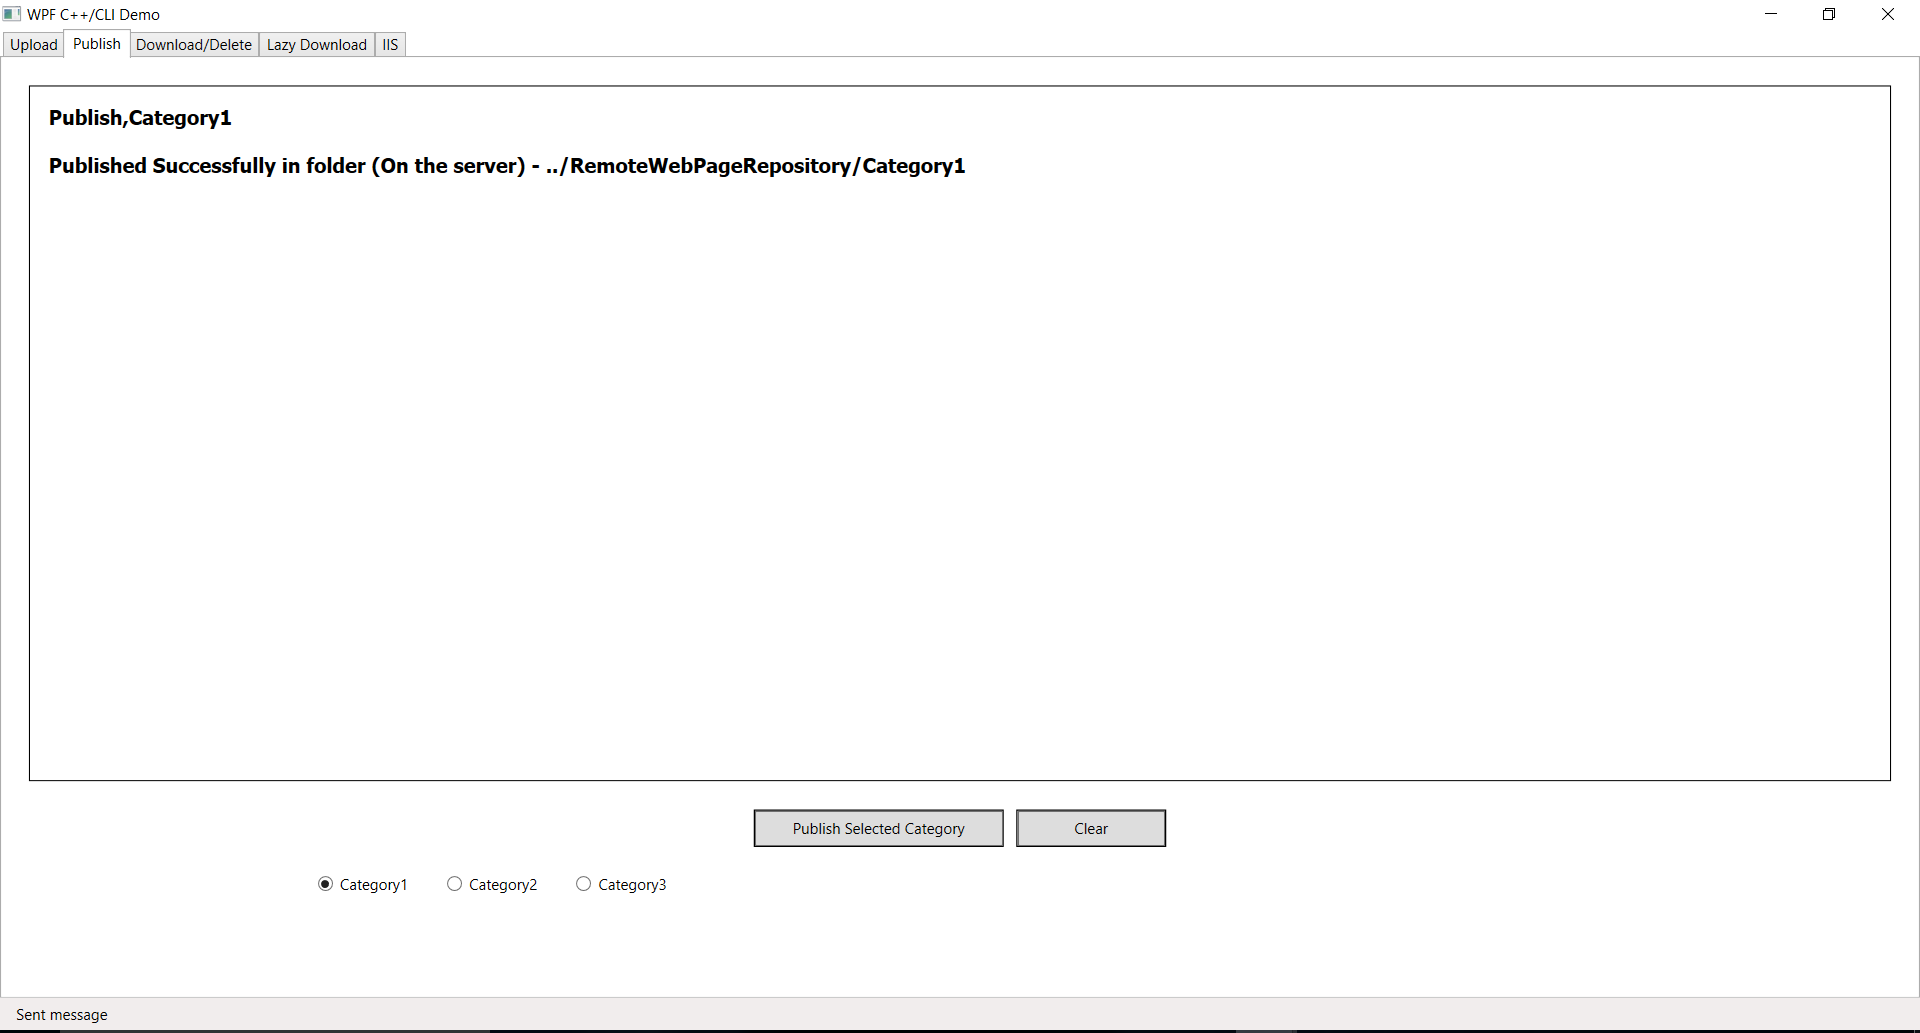 WPF C++/CLI Demo
Upload Publish Download/Delete Lazy Download IIS
Publish,Category1
Published Successfully in folder (On the server) - ../RemoteWebPageRepository/Category1
Publish Selected Category Clear
Category1 Category2 Category3
Sent message